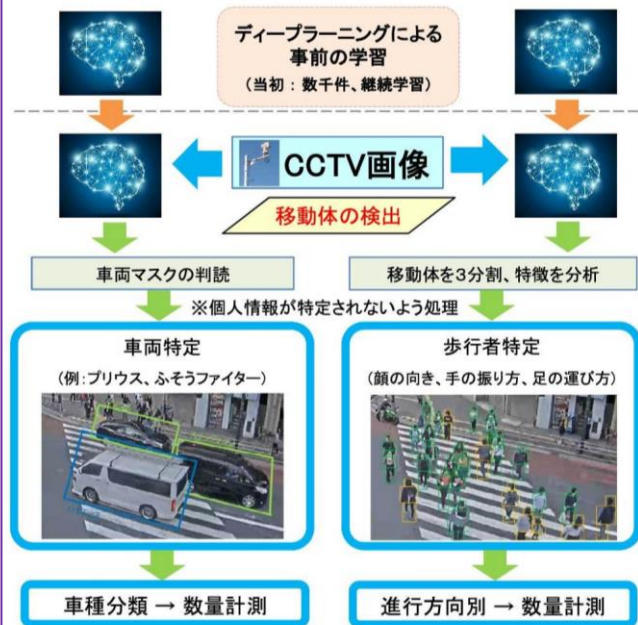 ディープラーニングによる
事前の学習
(当初：数千件、継続学習)
CCTV画像
移動体の検出
車両マスクの判読
移動体を3分割、特徴を分析
※個人情報が特定されないよう処理
車両特定
(例:プリウス、ふそうファイター)
歩行者特定
(顔の向き、手の振り方、足の運び方)
車種分類 → 数量計測
進行方向別 → 数量計測